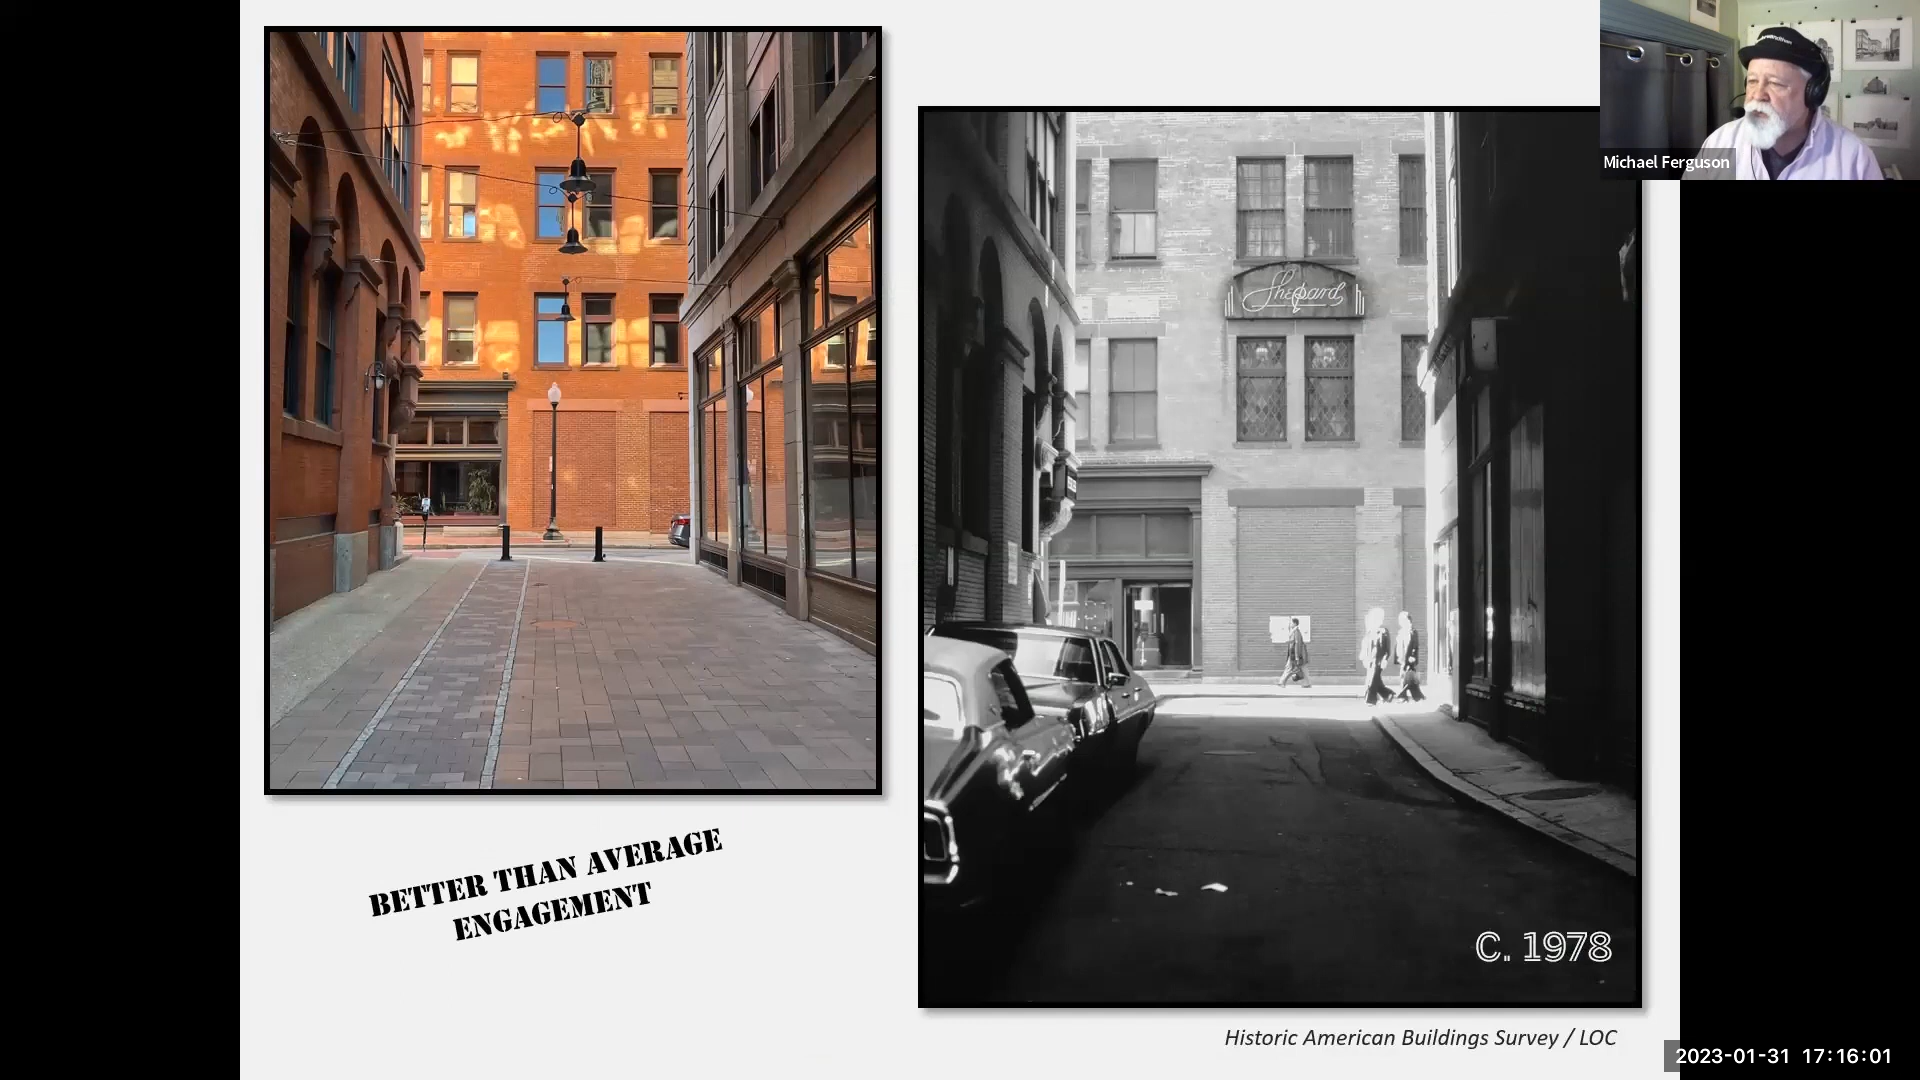 Shepard
Michael Ferguson
BETTER THAN AVERAGE
ENGAGEMENT
C. 1978
Historic American Buildings Survey / LOC
2023-01-31 17:16:01